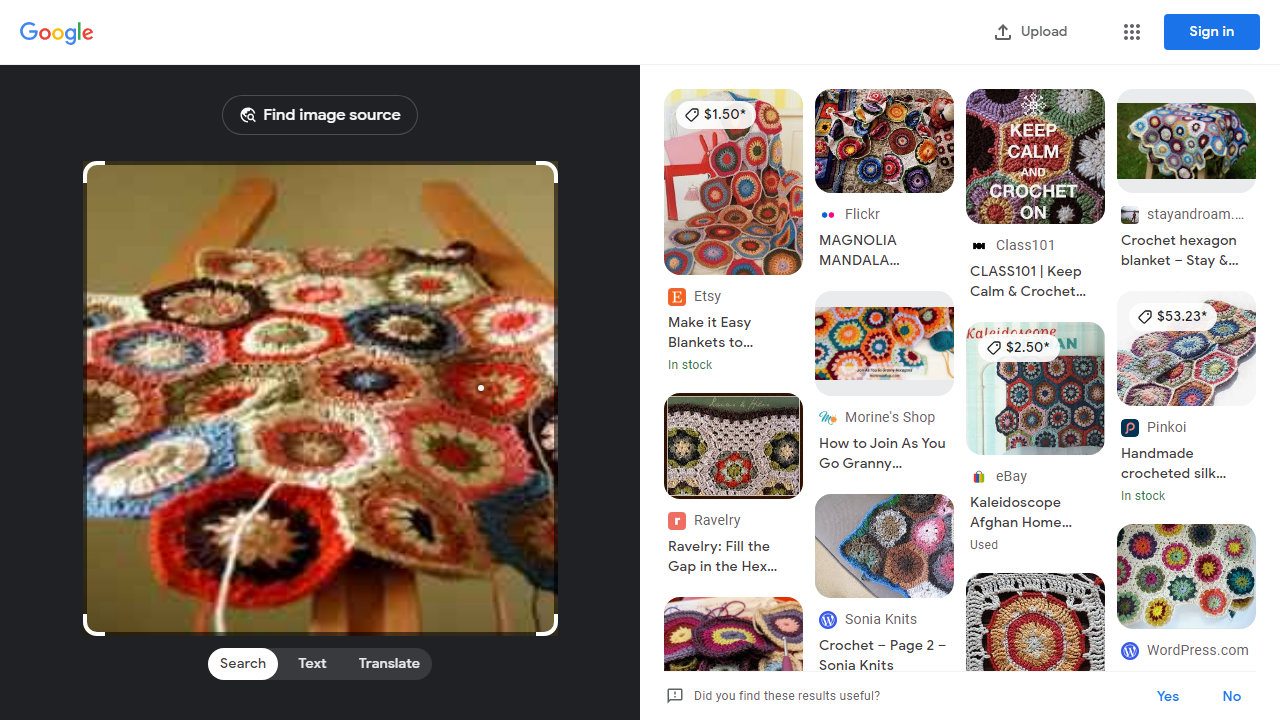 Google
Upload
Sign in
Find image source
Search
Text
Translate
$1.50*
Etsy
Make it Easy
Blankets to…
In stock
Ravelry
Ravelry: Fill the
Gap in the Hex…
Flickr
MAGNOLIA
MANDALA…
Morine's Shop
How to Join As You
Go Granny…
Sonia Knits
Crochet – Page 2 –
Sonia Knits
KEEP
CALM
AND
CROCHET
ON
Class101
CLASS101 | Keep
Calm & Crochet…
Kaleidoscope
$2.50*
eBay
Kaleidoscope
Afghan Home…
Used
stayandroam.…
Crochet hexagon
blanket – Stay &…
$53.23*
Pinkoi
Handmade
crocheted silk…
In stock
WordPress.com
Did you find these results useful?
Yes
No